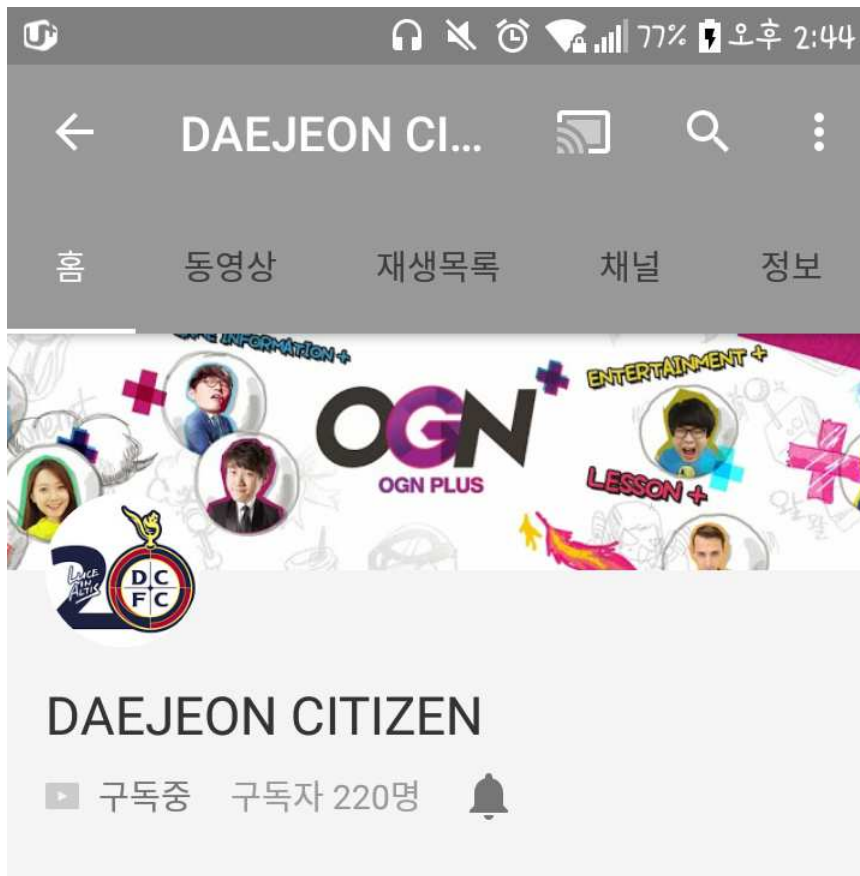 U+ 77% 오후 2:44
DAEJEON CI...
홈 동영상 재생목록 채널 정보
INFORMATION +
ENTERTAINMENT +
OGN
OGN PLUS
LESSON +
LUCE IN ALTIS
20
DC
FC
DAEJEON CITIZEN
구독중 구독자 220명